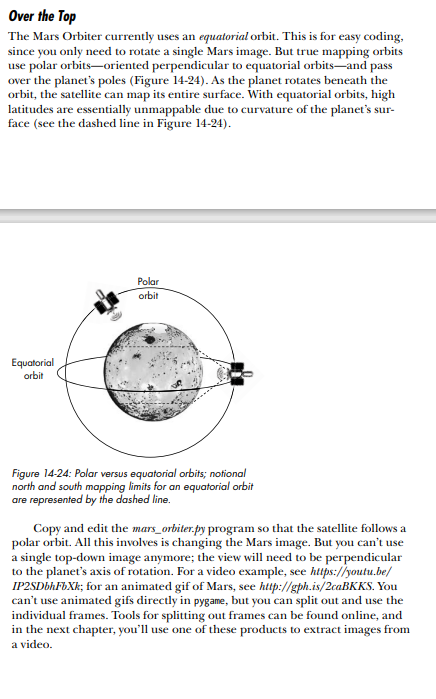 Over the Top
The Mars Orbiter currently uses an equatorial orbit. This is for easy coding,
since you only need to rotate a single Mars image. But true mapping orbits
use polar orbits—oriented perpendicular to equatorial orbits—and pass
over the planet's poles (Figure 14-24). As the planet rotates beneath the
orbit, the satellite can map its entire surface. With equatorial orbits, high
latitudes are essentially unmappable due to curvature of the planet's sur-
face (see the dashed line in Figure 14-24).
Polar
orbit
Equatorial
orbit
Figure 14-24: Polar versus equatorial orbits; notional
north and south mapping limits for an equatorial orbit
are represented by the dashed line.
Copy and edit the mars_orbiter.py program so that the satellite follows a
polar orbit. All this involves is changing the Mars image. But you can't use
a single top-down image anymore; the view will need to be perpendicular
to the planet's axis of rotation. For a video example, see https://youtu.be/
IP2SDbhFbXk; for an animated gif of Mars, see http://gph.is/2caBKKS. You
can't use animated gifs directly in pygame, but you can split out and use the
individual frames. Tools for splitting out frames can be found online, and
in the next chapter, you'll use one of these products to extract images from
a video.